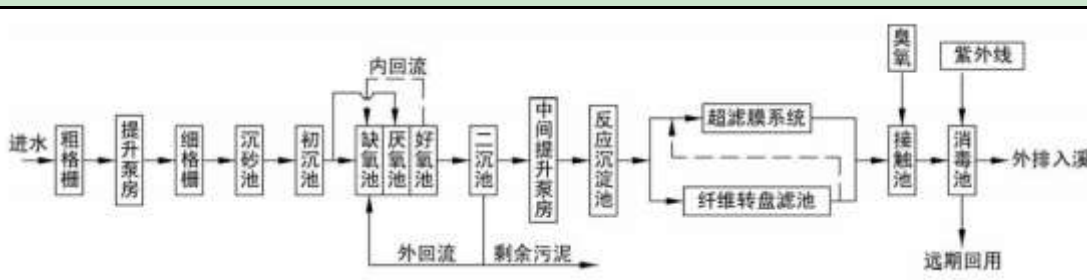 进水
粗格栅
提升泵房
细格栅
沉砂池
初沉池
内回流
缺氧池
厌氧池
好氧池
二沉池
外回流
剩余污泥
中间提升泵房
反应沉淀池
超滤膜系统
纤维转盘滤池
臭氧
接触池
紫外线
消毒池
外排入溪
远期回用